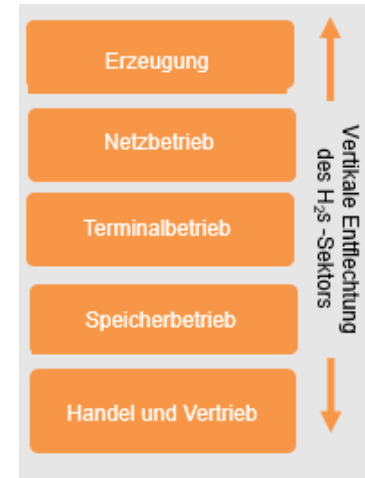 Erzeugung
Netzbetrieb
Terminalbetrieb
Speicherbetrieb
Handel und Vertrieb
Vertikale Entflechtung
des H₂s -Sektors